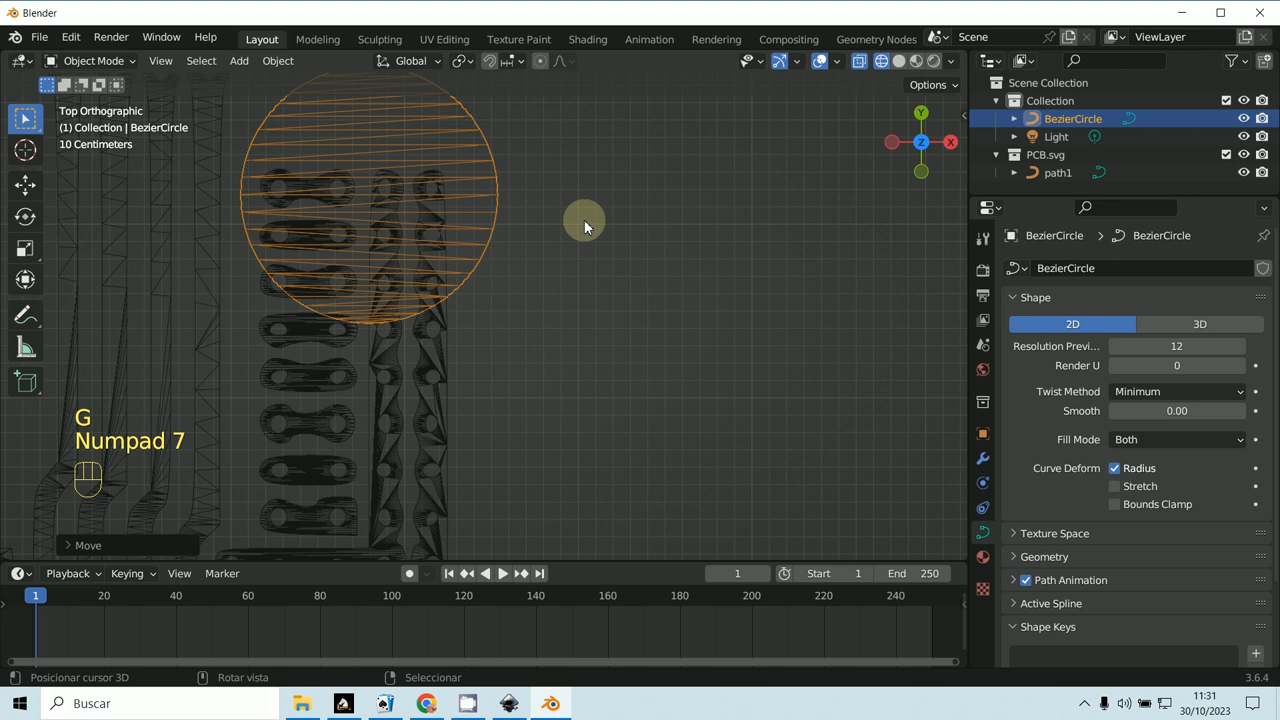 Blender
File Edit Render Window Help Layout Modeling Sculpting UV Editing Texture Paint Shading Animation Rendering Compositing Geometry Nodes Scene ViewLayer
Object Mode Select Add Object Global
Options
Top Orthographic
(1) Collection | BezierCircle
10 Centimeters
Y
Z
X
G
Numpad 7
Move
Scene Collection
Collection
BezierCircle
Light
PCB.svg
path1
BezierCircle BezierCircle
BezierCircle
Shape
2D 3D
Resolution Previ... 12
Render U 0
Twist Method Minimum
Smooth 0.00
Fill Mode Both
Curve Deform Radius
Stretch
Bounds Clamp
Texture Space
Geometry
Path Animation
Active Spline
Shape Keys
Playback Keying View Marker 1 Start 1 End 250
1 20 40 60 80 100 120 140 160 180 200 220 240
Posicionar cursor 3D Rotar vista Seleccionar 3.6.4
Buscar
11:31
30/10/2023